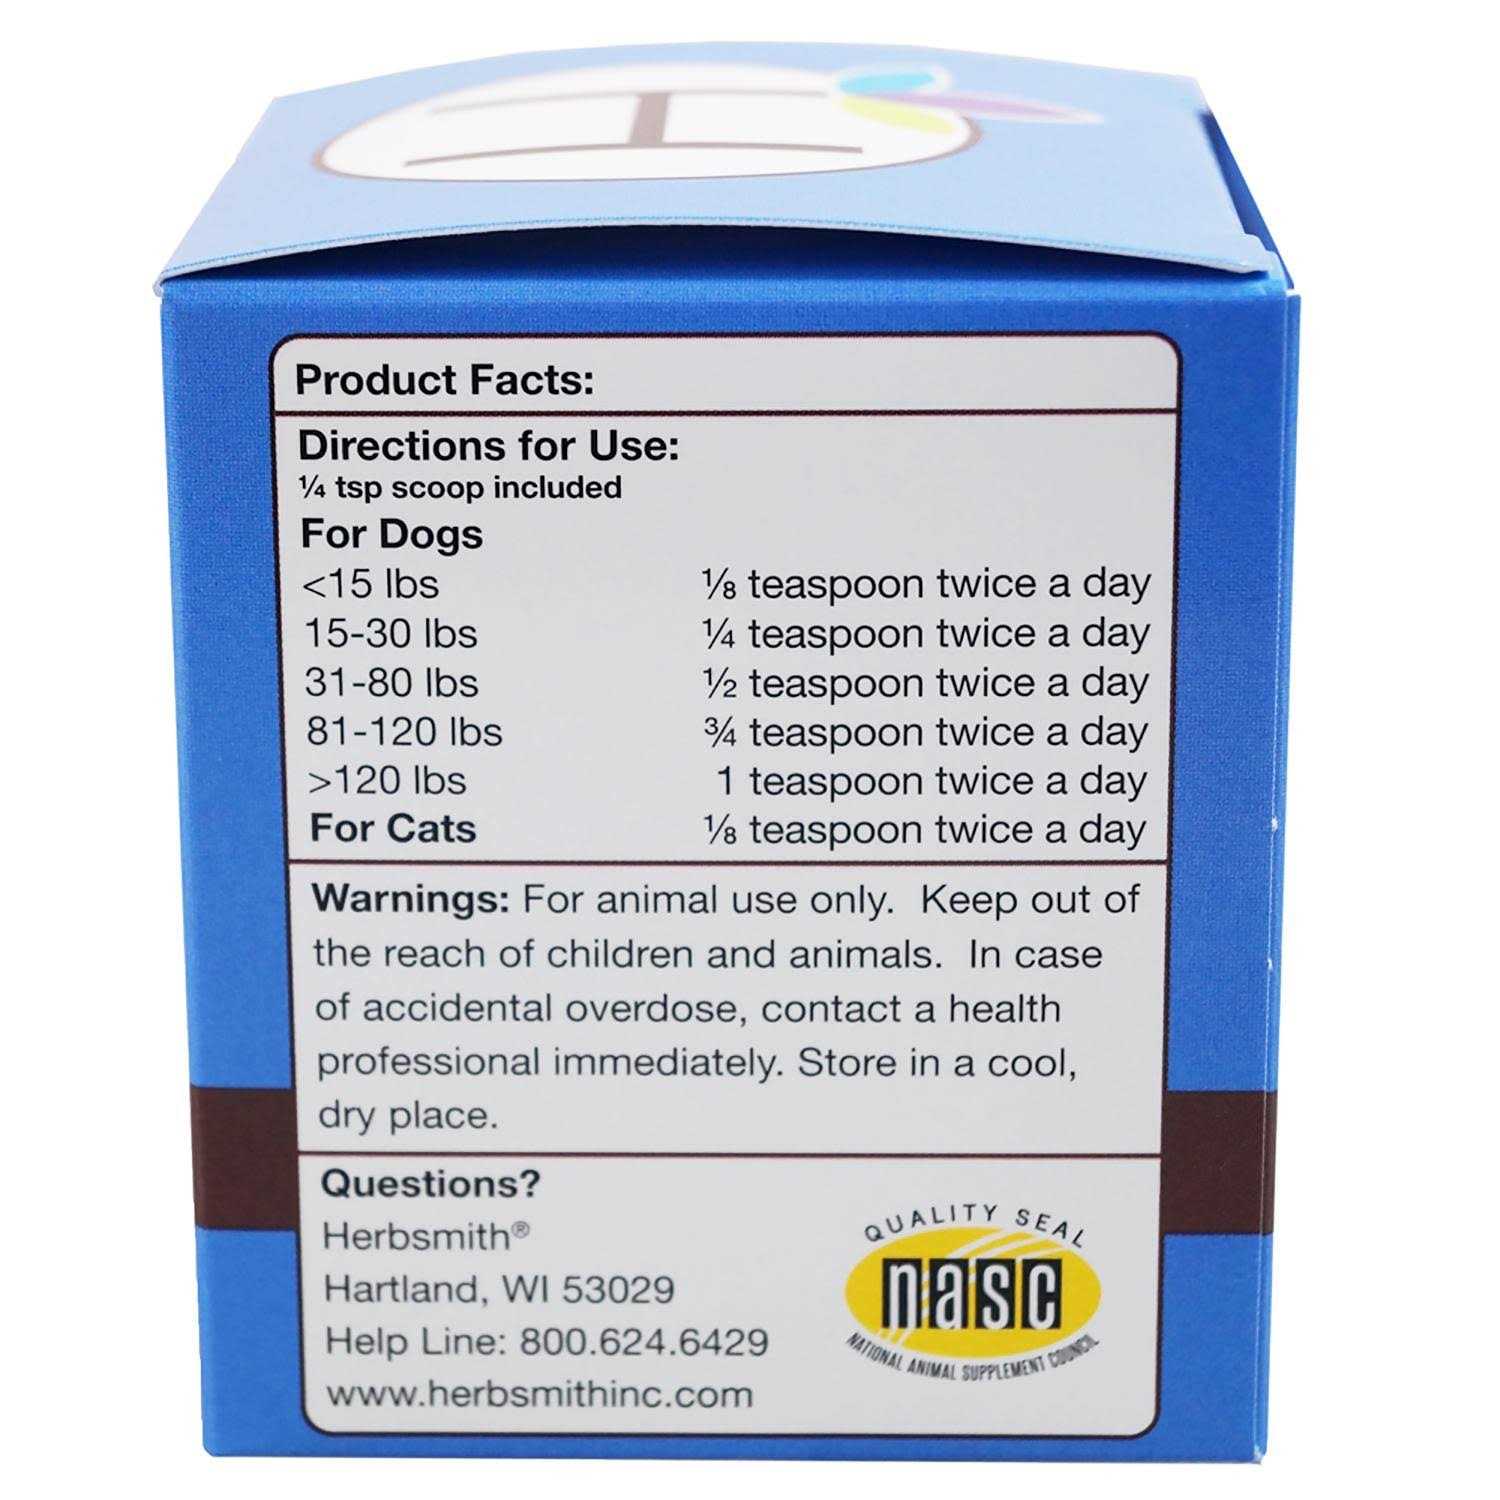 H
Product Facts:
Directions for Use:
¼ tsp scoop included
For Dogs
<15 lbs ⅛ teaspoon twice a day
15-30 lbs ¼ teaspoon twice a day
31-80 lbs ½ teaspoon twice a day
81-120 lbs ¾ teaspoon twice a day
>120 lbs 1 teaspoon twice a day
For Cats ⅛ teaspoon twice a day
Warnings: For animal use only. Keep out of
the reach of children and animals. In case
of accidental overdose, contact a health
professional immediately. Store in a cool,
dry place.
Questions?
Herbsmith®
Hartland, WI 53029
Help Line: 800.624.6429
www.herbsmithinc.com
QUALITY SEAL
nasc
NATIONAL ANIMAL SUPPLEMENT COUNCIL